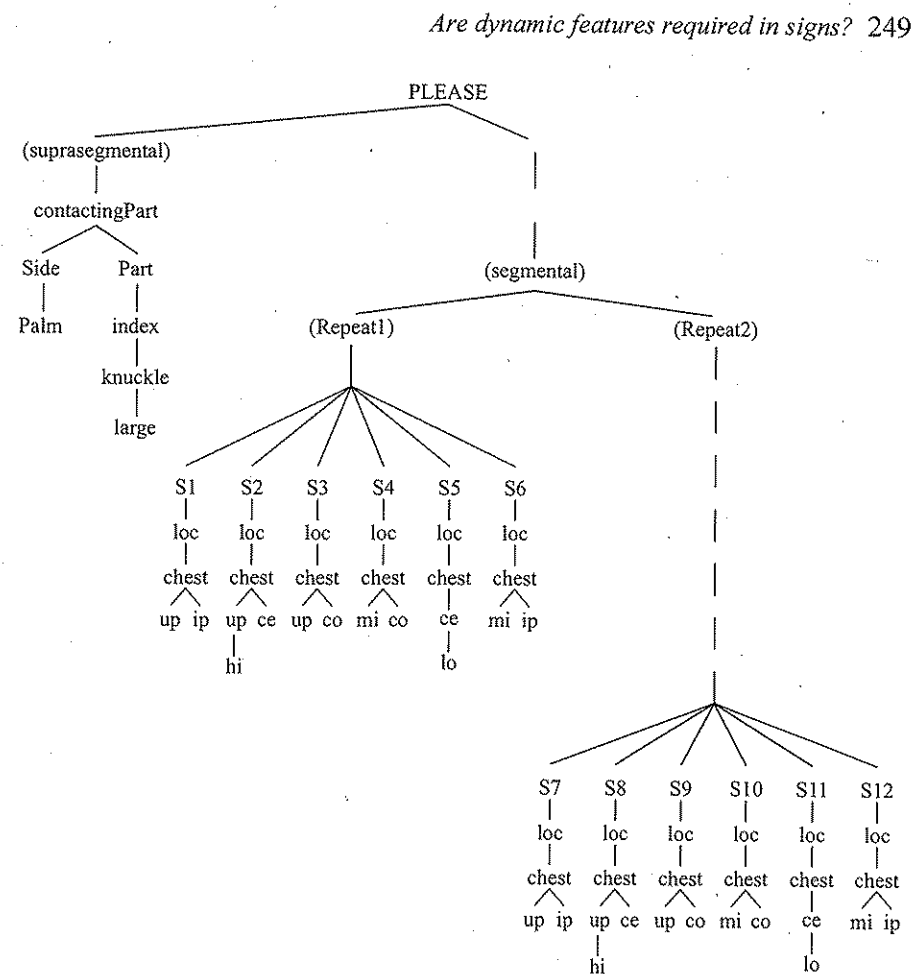 Are dynamic features required in signs? 249
PLEASE
(suprasegmental)
contactingPart
Side Part
(segmental)
Palm index
(Repeat1) (Repeat2)
knuckle
large
S1 S2 S3 S4 S5 S6
loc loc loc loc loc loc
chest chest chest chest chest chest
up ip up ce up co mi co ce mi ip
hi lo
S7 S8 S9 S10 S11 S12
loc loc loc loc loc loc
chest chest chest chest chest chest
up ip up ce up co mi co ce mi ip
hi lo